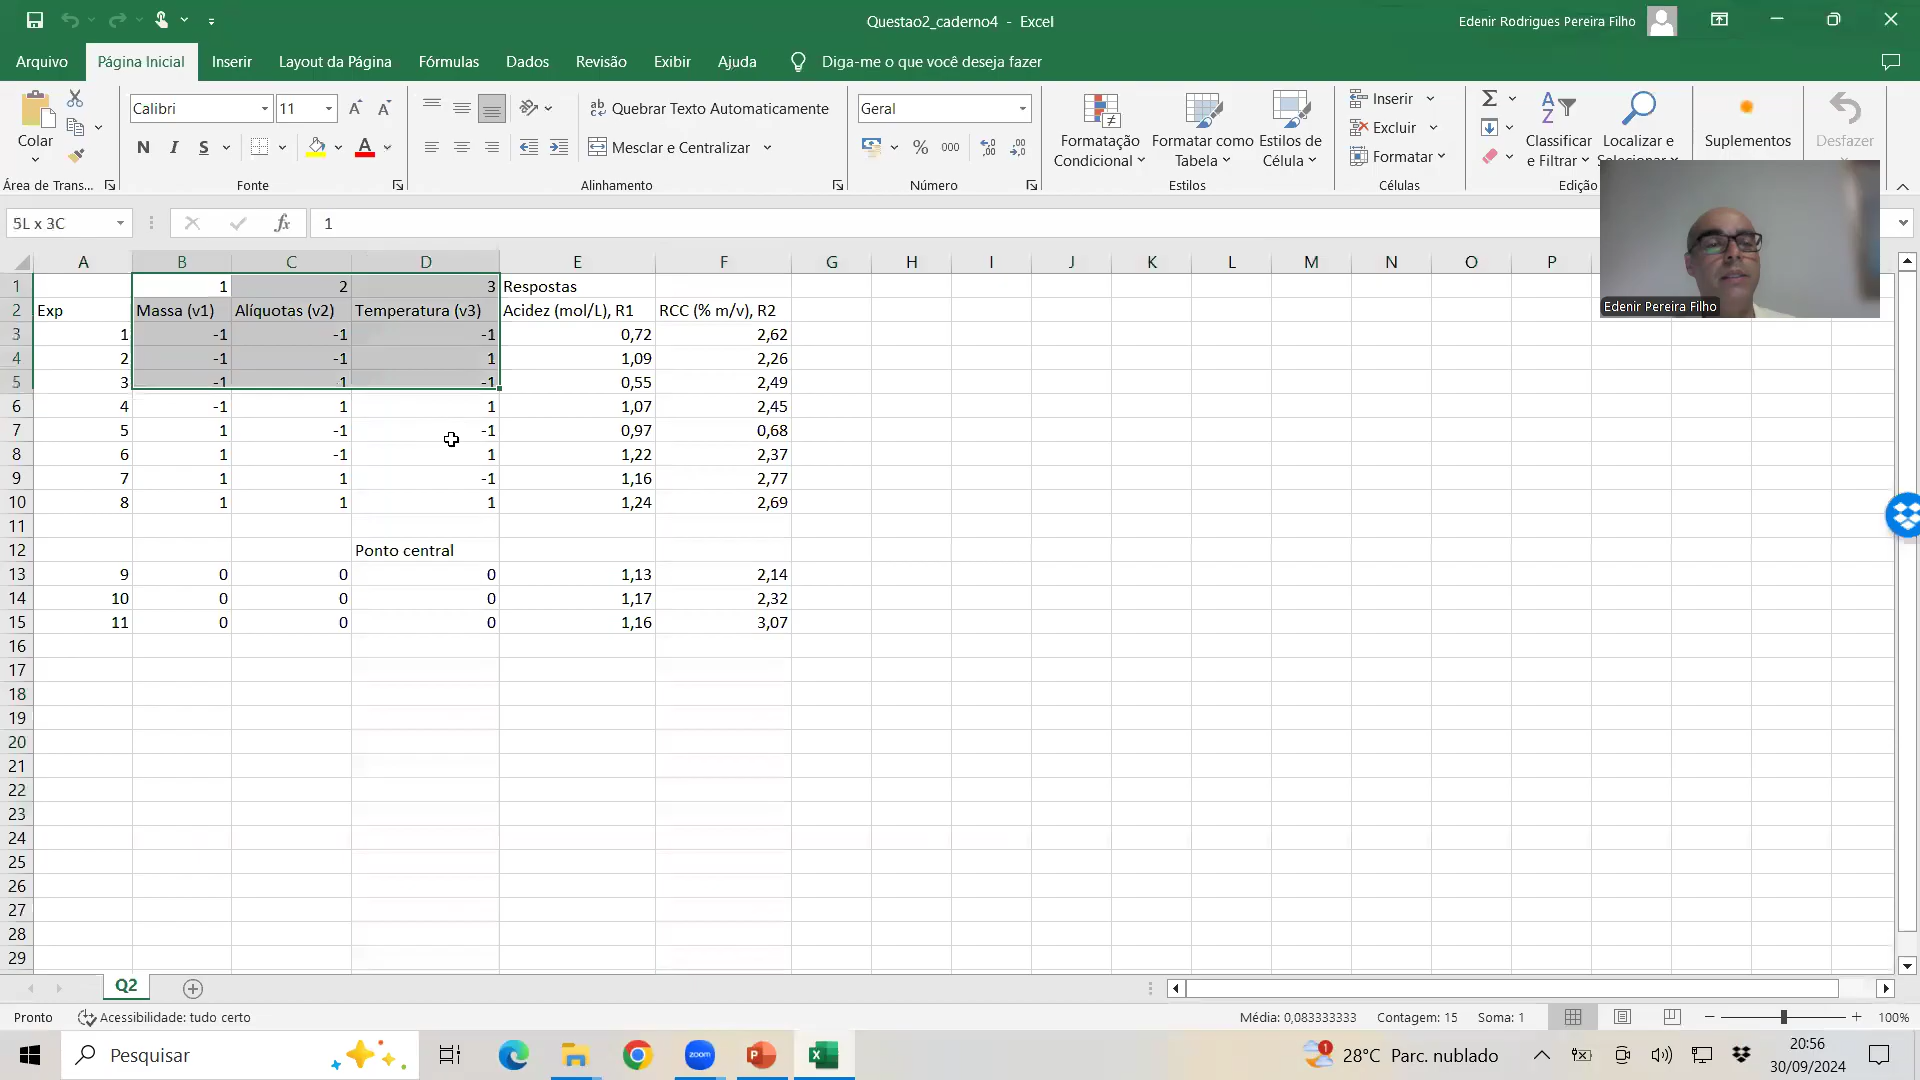 Questao2_caderno4 - Excel
Edenir Rodrigues Pereira Filho
Arquivo Página Inicial Inserir Layout da Página Fórmulas Dados Revisão Exibir Ajuda Diga-me o que você deseja fazer
Colar
Área de Trans...
Calibri 11
N I S
Fonte
Quebrar Texto Automaticamente
Mesclar e Centralizar
Alinhamento
Geral
% 000
Número
Formatação Condicional
Formatar como Tabela
Estilos de Célula
Estilos
Inserir
Excluir
Formatar
Células
Classificar e Filtrar
Localizar e Selecionar
Edição
Suplementos
Desfazer
5L x 3C fx 1
Edenir Pereira Filho
A B C D E F G H I J K L M N O P
1 1 2 3 Respostas
2 Exp Massa (v1) Alíquotas (v2) Temperatura (v3) Acidez (mol/L), R1 RCC (% m/v), R2
3 1 -1 -1 -1 0,72 2,62
4 2 -1 -1 1 1,09 2,26
5 3 -1 1 -1 0,55 2,49
6 4 -1 1 1 1,07 2,45
7 5 1 -1 -1 0,97 0,68
8 6 1 -1 1 1,22 2,37
9 7 1 1 -1 1,16 2,77
10 8 1 1 1 1,24 2,69
11
12 Ponto central
13 9 0 0 0 1,13 2,14
14 10 0 0 0 1,17 2,32
15 11 0 0 0 1,16 3,07
16
17
18
19
20
21
22
23
24
25
26
27
28
29
Q2
Pronto Acessibilidade: tudo certo Média: 0,083333333 Contagem: 15 Soma: 1 100%
Pesquisar zoom 1 28°C Parc. nublado 20:56
30/09/2024